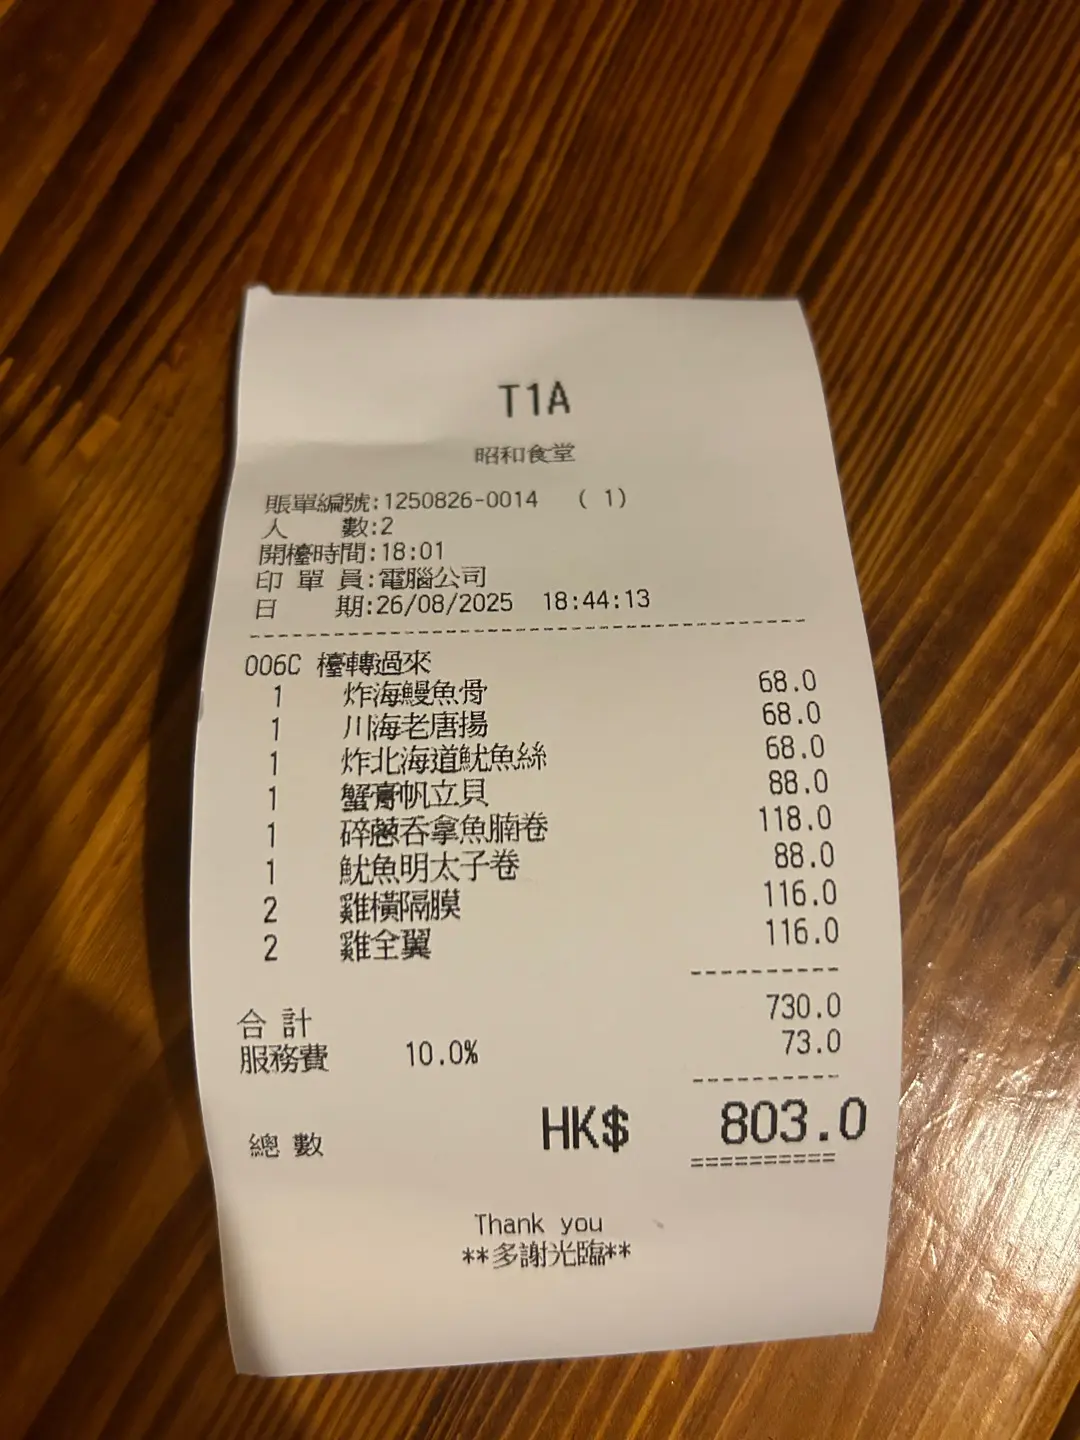 T1A
昭和食堂
賬單編號:1250826-0014 ( 1)
人 數:2
開檯時間:18:01
印 單 員:電腦公司
日 期:26/08/2025 18:44:13
006C 檯轉過來
1 炸海鰻魚骨 68.0
1 川海老唐揚 68.0
1 炸北海道魷魚絲 68.0
1 蟹膏帆立貝 88.0
1 碎蔥吞拿魚腩卷 118.0
1 魷魚明太子卷 88.0
2 雞橫隔膜 116.0
2 雞全翼 116.0
合 計 730.0
服務費 10.0% 73.0
總 數 HK$ 803.0
Thank you
**多謝光臨**